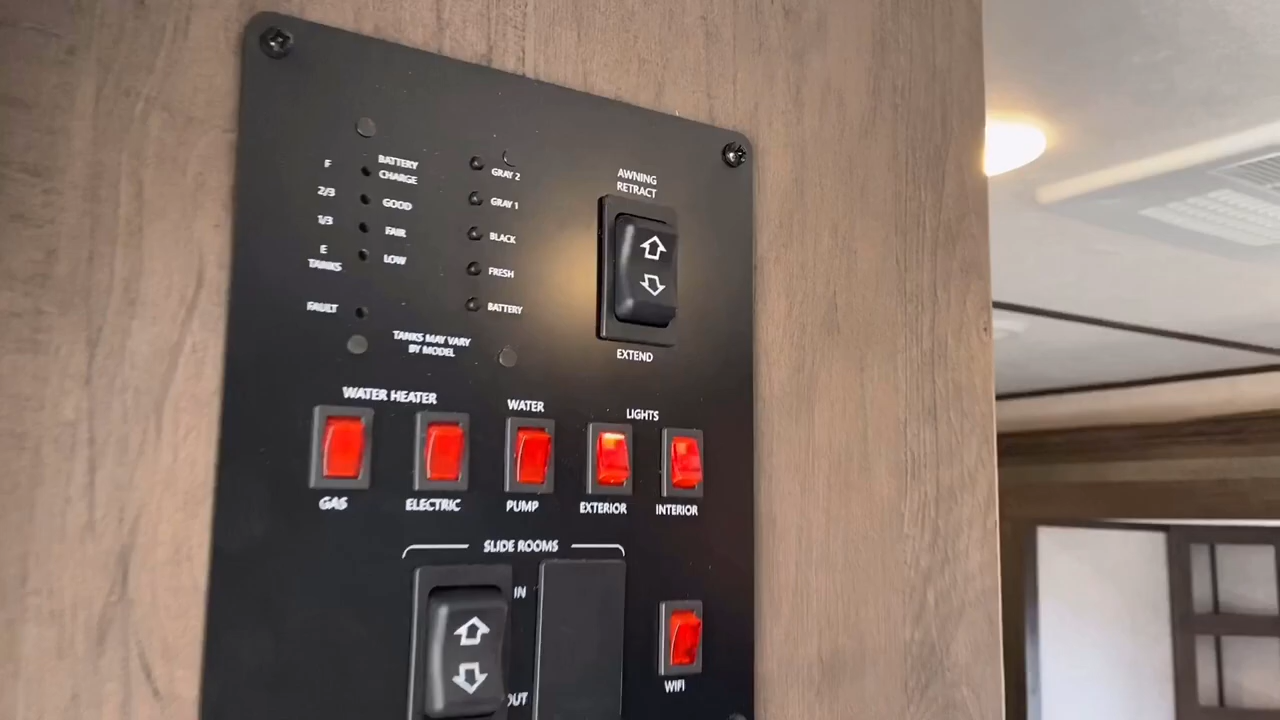 F
BATTERY
CHARGE
2/3
GOOD
1/3
FAIR
E
TANKS
LOW
FAULT
GRAY 2
GRAY 1
BLACK
FRESH
BATTERY
TANKS MAY VARY
BY MODEL
AWNING
RETRACT
EXTEND
WATER HEATER
GAS
ELECTRIC
WATER
PUMP
LIGHTS
EXTERIOR
INTERIOR
SLIDE ROOMS
IN
OUT
WIFI